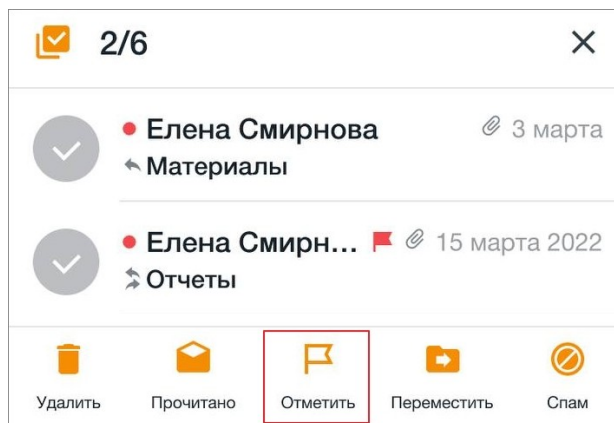 2/6
Елена Смирнова 3 марта
Материалы
Елена Смирн... 15 марта 2022
Отчеты
Удалить Прочитано Отметить Переместить Спам